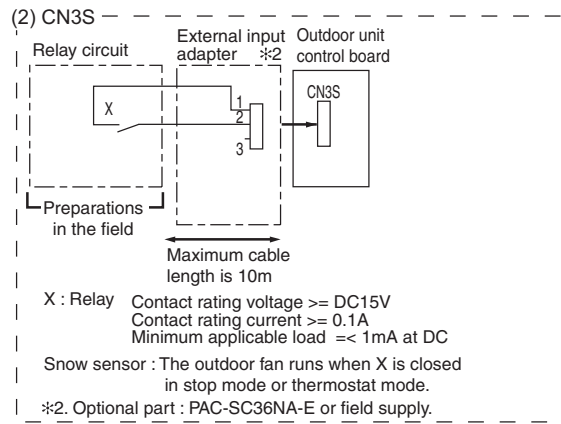 (2) CN3S
Relay circuit
External input
adapter ✻2
Outdoor unit
control board
CN3S
X
1
2
3
Preparations
in the field
Maximum cable
length is 10m
X : Relay Contact rating voltage >= DC15V
Contact rating current >= 0.1A
Minimum applicable load =< 1mA at DC
Snow sensor : The outdoor fan runs when X is closed
in stop mode or thermostat mode.
✻2. Optional part : PAC-SC36NA-E or field supply.